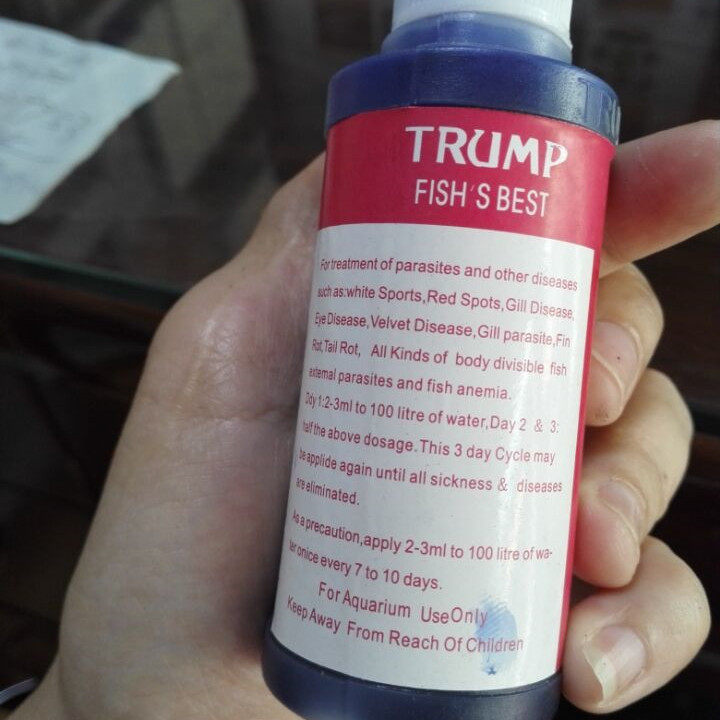 TRUMP
FISH'S BEST
For treatment of parasites and other diseases
such as:white Sports,Red Spots,Gill Disease,
Eye Disease,Velvet Disease,Gill parasite,Fin
Rot,Tail Rot, All Kinds of body divisible fish
external parasites and fish anemia.
Ddy 1:2-3ml to 100 litre of water,Day 2 & 3:
half the above dosage.This 3 day Cycle may
be applide again until all sickness & diseases
are eliminated.
As a precaution,apply 2-3ml to 100 litre of wa-
ter onice every 7 to 10 days.
For Aquarium UseOnly
Keep Away From Reach Of Children